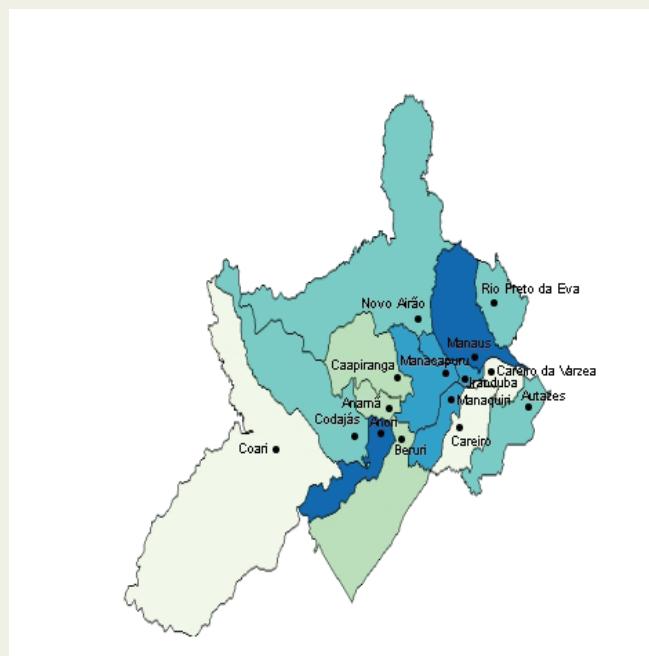 Rio Preto da Eva
Novo Airão
Manaus
Manacapuru
Caapiranga
Careiro da Várzea
Iranduba
Manaquiri
Autazes
Anamã
Anori
Codajás
Careiro
Beruri
Coari